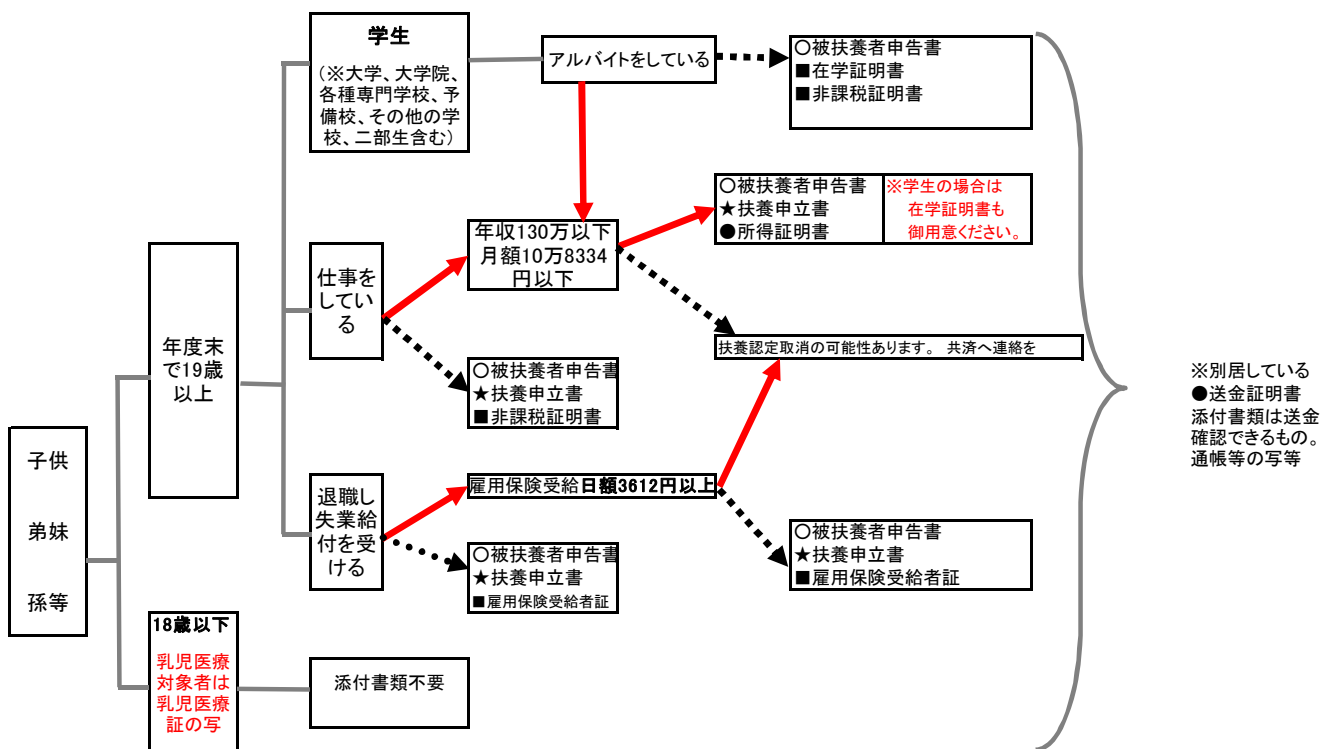 子供
弟妹
孫等
年度末
で19歳
以上
18歳以下
乳児医療
対象者は
乳児医療
証の写
学生
(※大学、大学院、
各種専門学校、予
備校、その他の学
校、二部生含む)
仕事を
してい
る
退職し
失業給
付を受
ける
添付書類不要
アルバイトをしている
年収130万以下
月額10万8334
円以下
○被扶養者申告書
★扶養申立書
■非課税証明書
雇用保険受給日額3612円以上
○被扶養者申告書
★扶養申立書
■雇用保険受給者証
○被扶養者申告書
■在学証明書
■非課税証明書
○被扶養者申告書
★扶養申立書
●所得証明書
※学生の場合は
在学証明書も
御用意ください。
扶養認定取消の可能性あります。 共済へ連絡を
○被扶養者申告書
★扶養申立書
■雇用保険受給者証
※別居している
●送金証明書
添付書類は送金
確認できるもの。
通帳等の写等